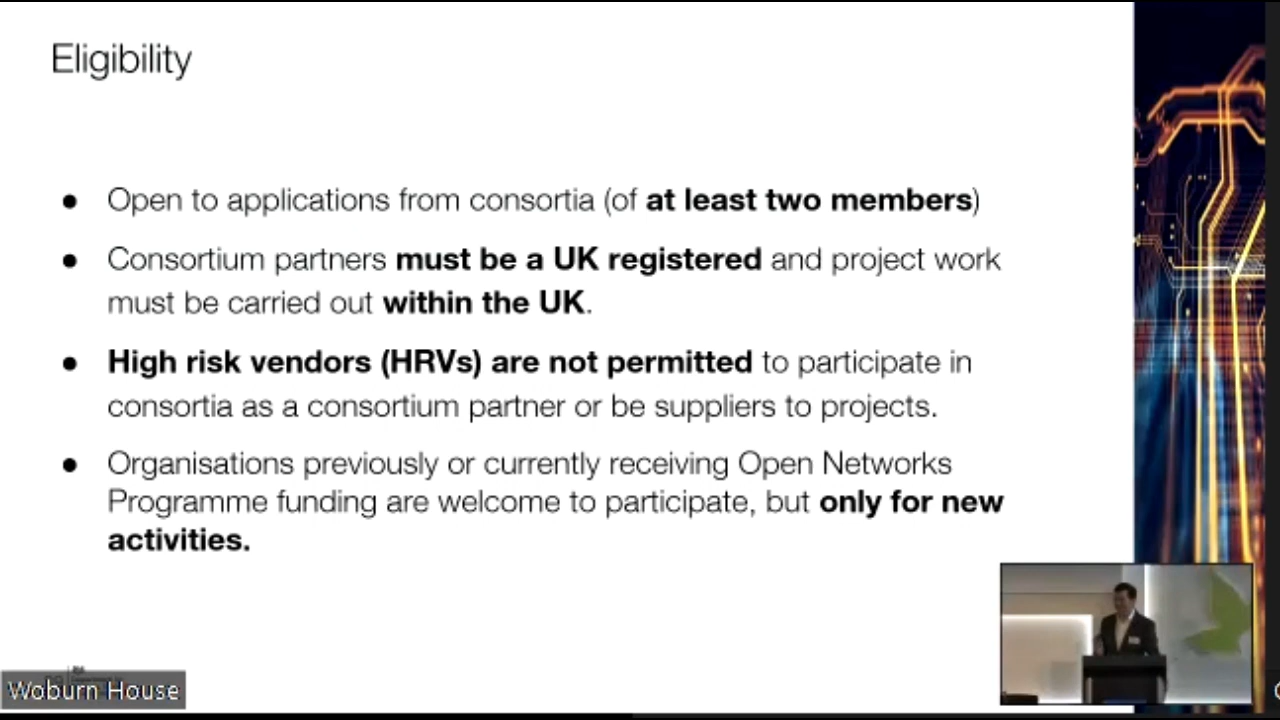 Eligibility
● Open to applications from consortia (of at least two members)
● Consortium partners must be a UK registered and project work
must be carried out within the UK.
● High risk vendors (HRVs) are not permitted to participate in
consortia as a consortium partner or be suppliers to projects.
● Organisations previously or currently receiving Open Networks
Programme funding are welcome to participate, but only for new
activities.
Woburn House